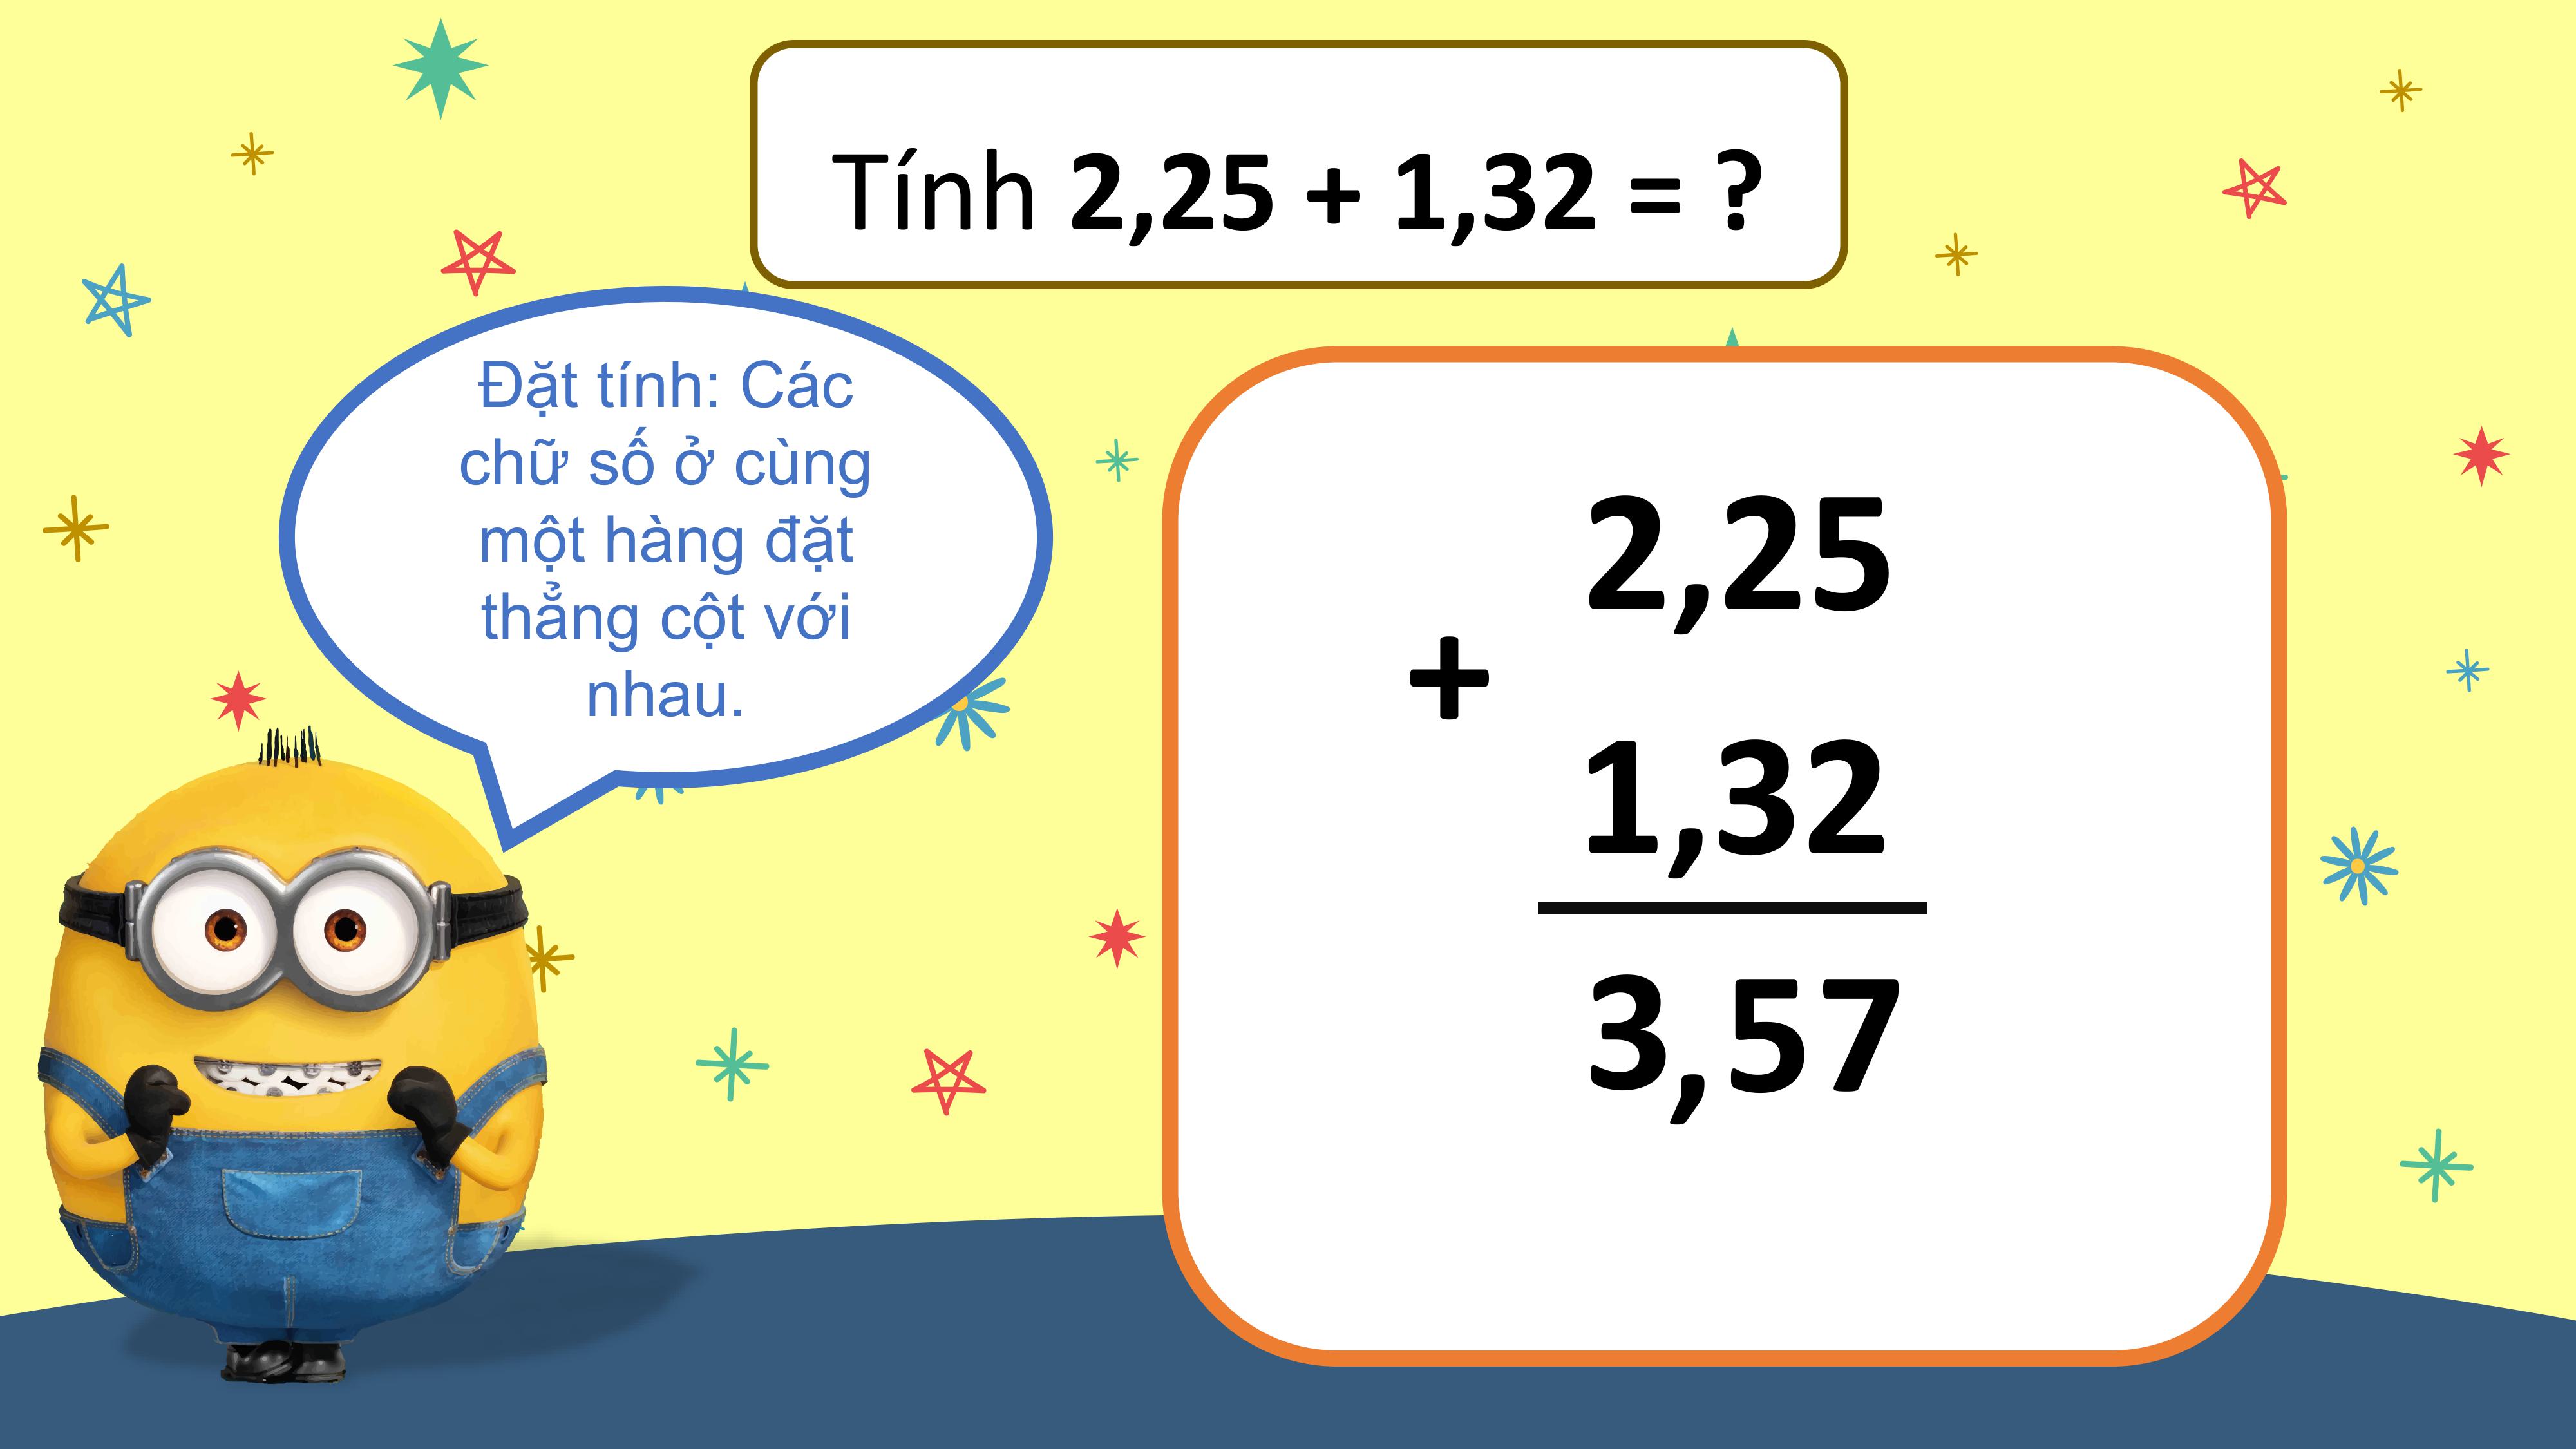 Tính 2,25 + 1,32 = ?
Đặt tính: Các
chữ số ở cùng
một hàng đặt
thẳng cột với
nhau.
2,25
+
1,32
3,57